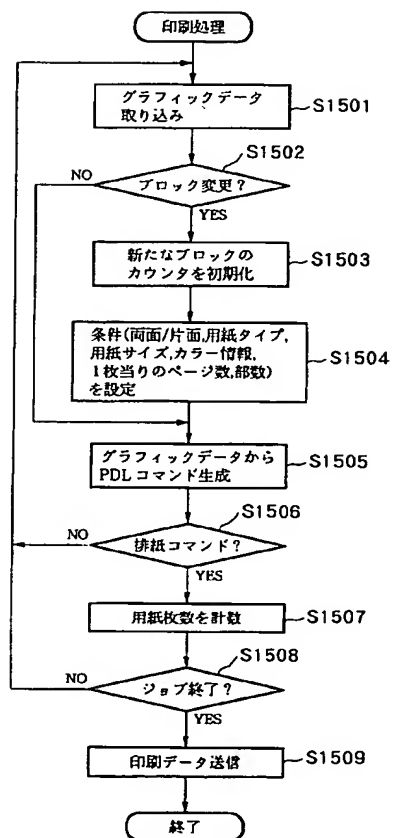 印刷処理
グラフィックデータ
取り込み
S1501
S1502
NO
ブロック変更?
YES
新たなブロックの
カウンタを初期化
S1503
条件(両面/片面,用紙タイプ,
用紙サイズ,カラー情報,
1枚当りのページ数,部数)
を設定
S1504
グラフィックデータから
PDLコマンド生成
S1505
S1506
NO
排紙コマンド?
YES
用紙枚数を計数
S1507
S1508
NO
ジョブ終了?
YES
印刷データ送信
S1509
終了